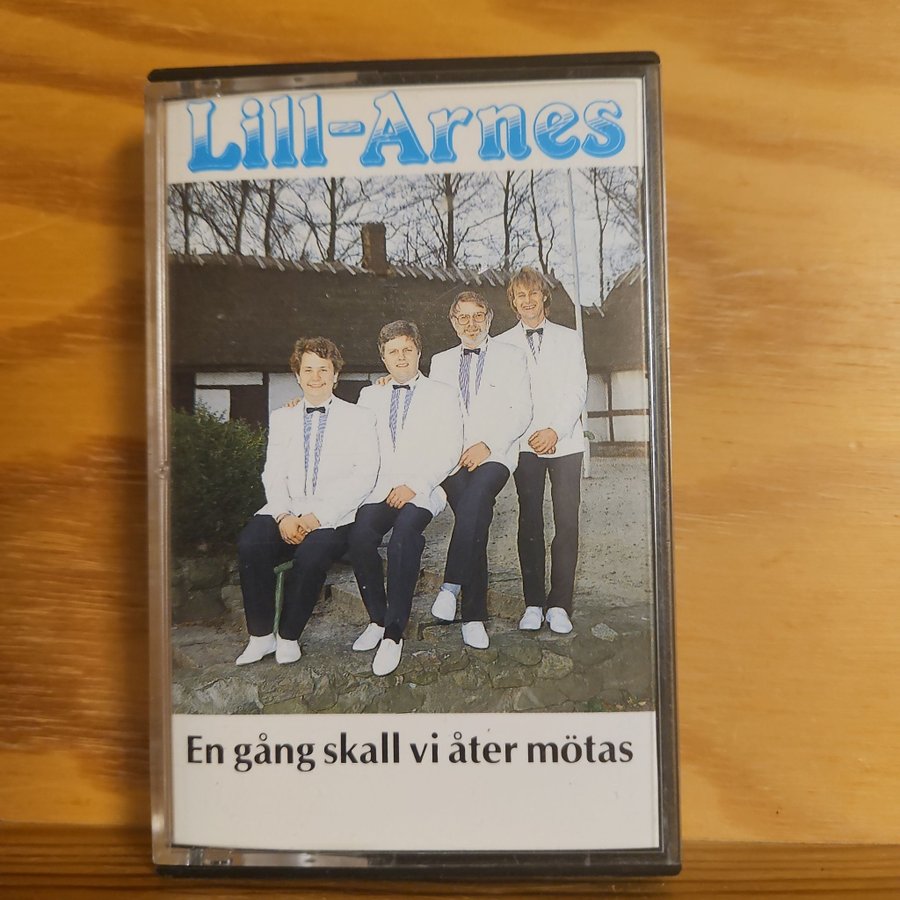 Lill-Arnes
En gång skall vi åter mötas